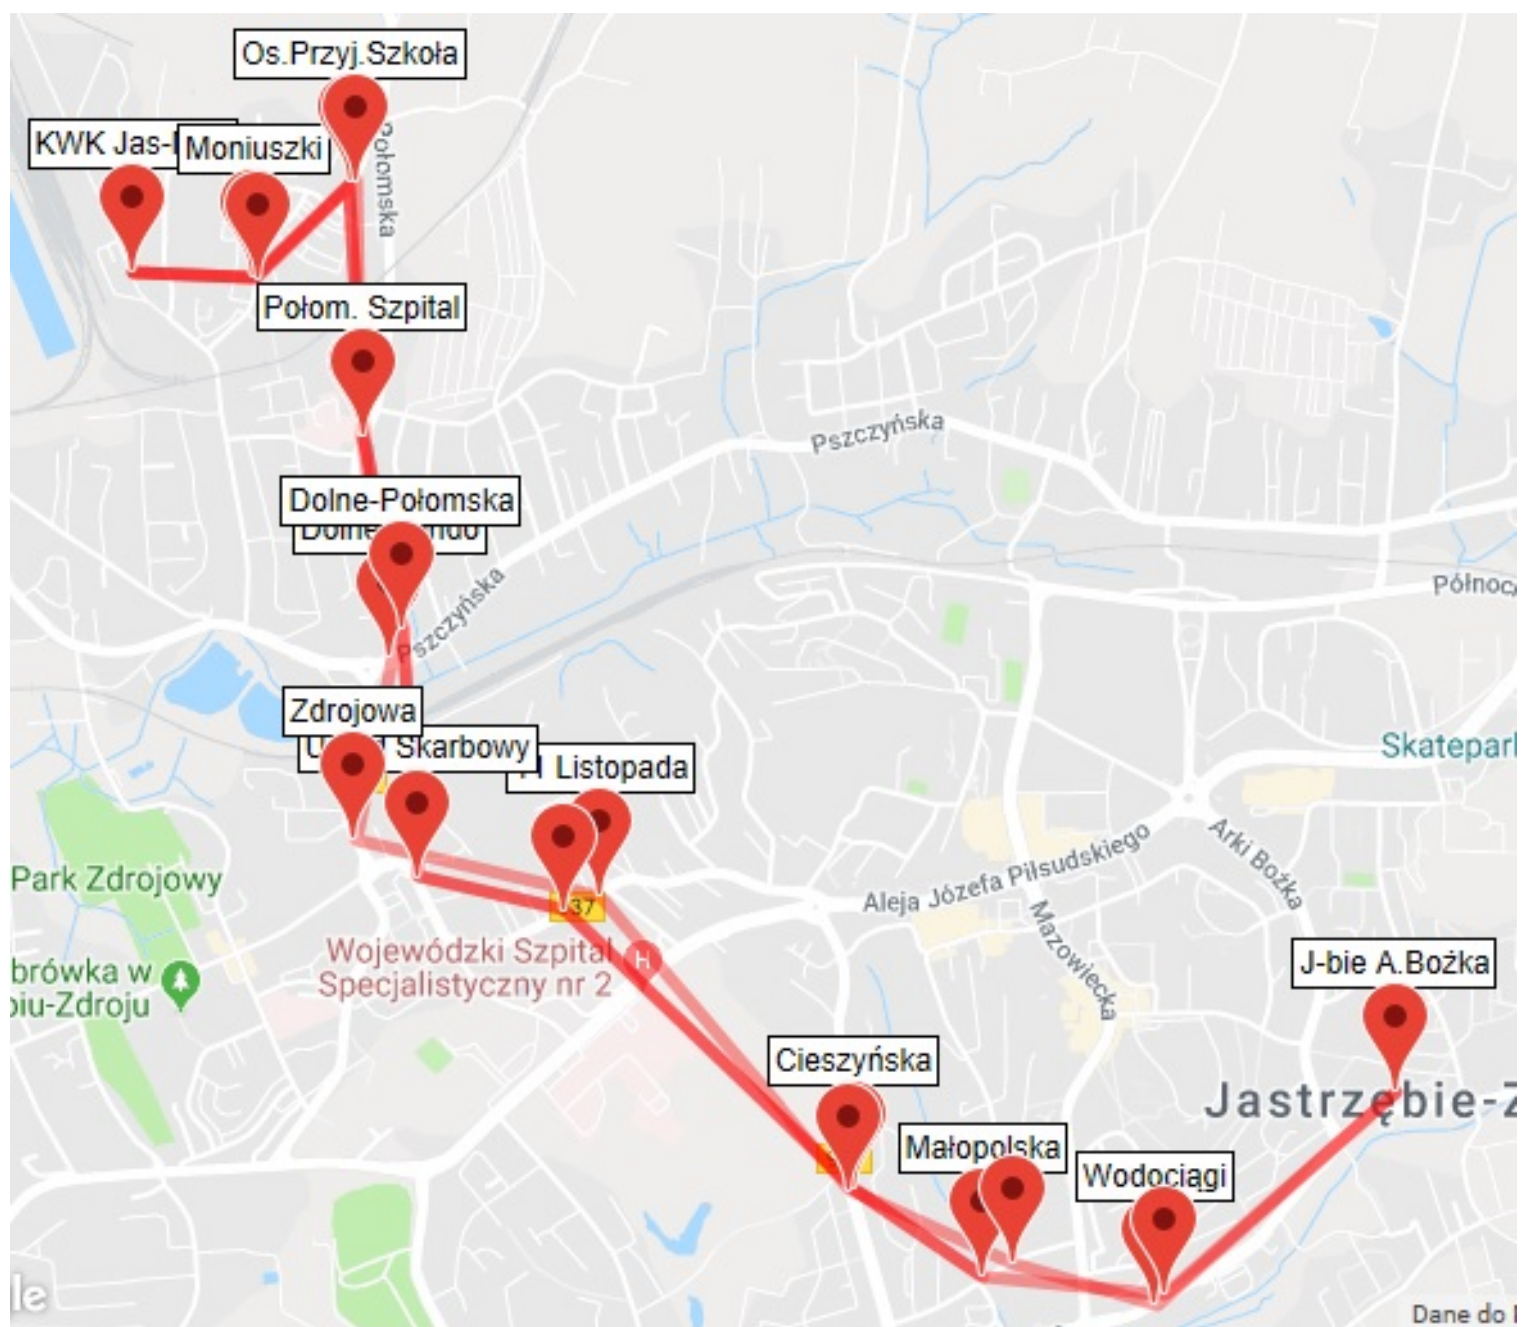 Os.Przyj.Szkoła
KWK Jas-
Moniuszki
Połomska
Połom. Szpital
Pszczyńska
Dolne-Połomska
Pszczyńska
Zdrojowa
Skarbowy
Listopada
Skatepark
Park Zdrojowy
Aleja Józefa Piłsudskiego
Arki Bożka
Mazowiecka
37
Wojewódzki Szpital
Specjalistyczny nr 2
H
brówka w
biu-Zdroju
J-bie A.Bożka
Cieszyńska
Jastrzębie-Z
Małopolska
Wodociągi
le
Dane do